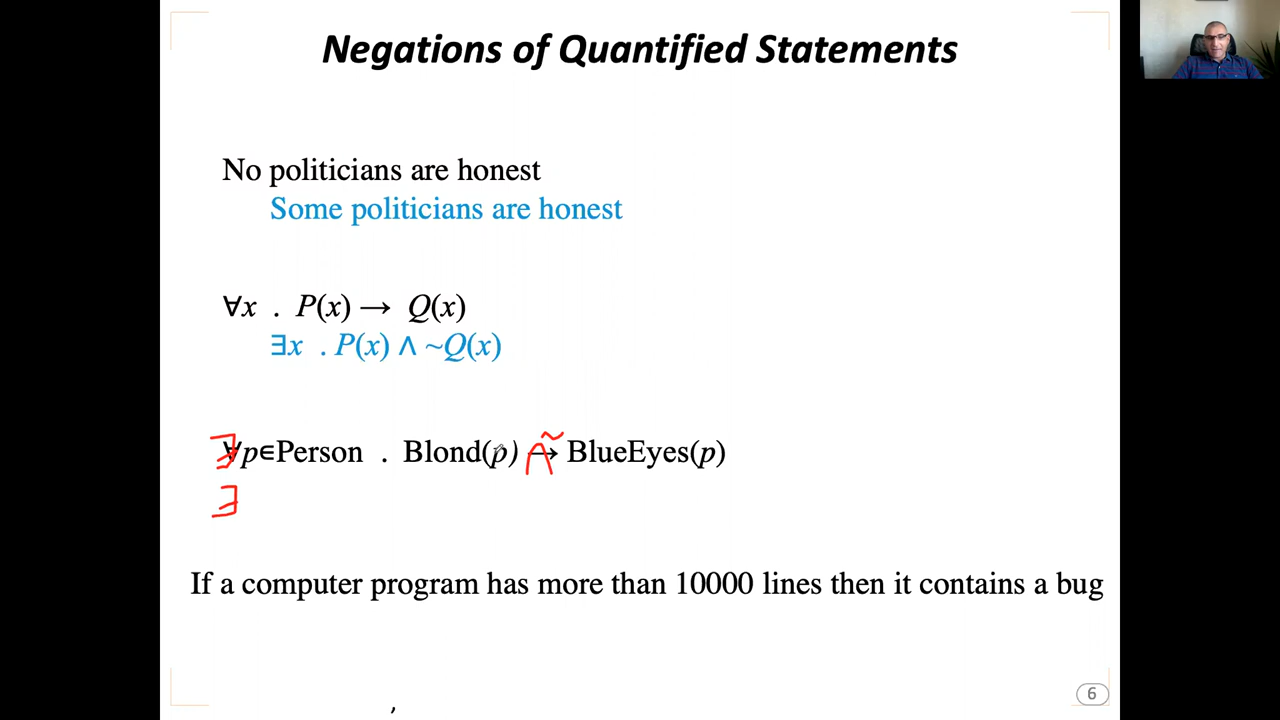 Negations of Quantified Statements
No politicians are honest
Some politicians are honest
∀x . P(x) → Q(x)
∃x . P(x) ∧ ~Q(x)
∃ ∀p∈Person . Blond(p) ∧ → ~ BlueEyes(p)
∃
If a computer program has more than 10000 lines then it contains a bug
6
,